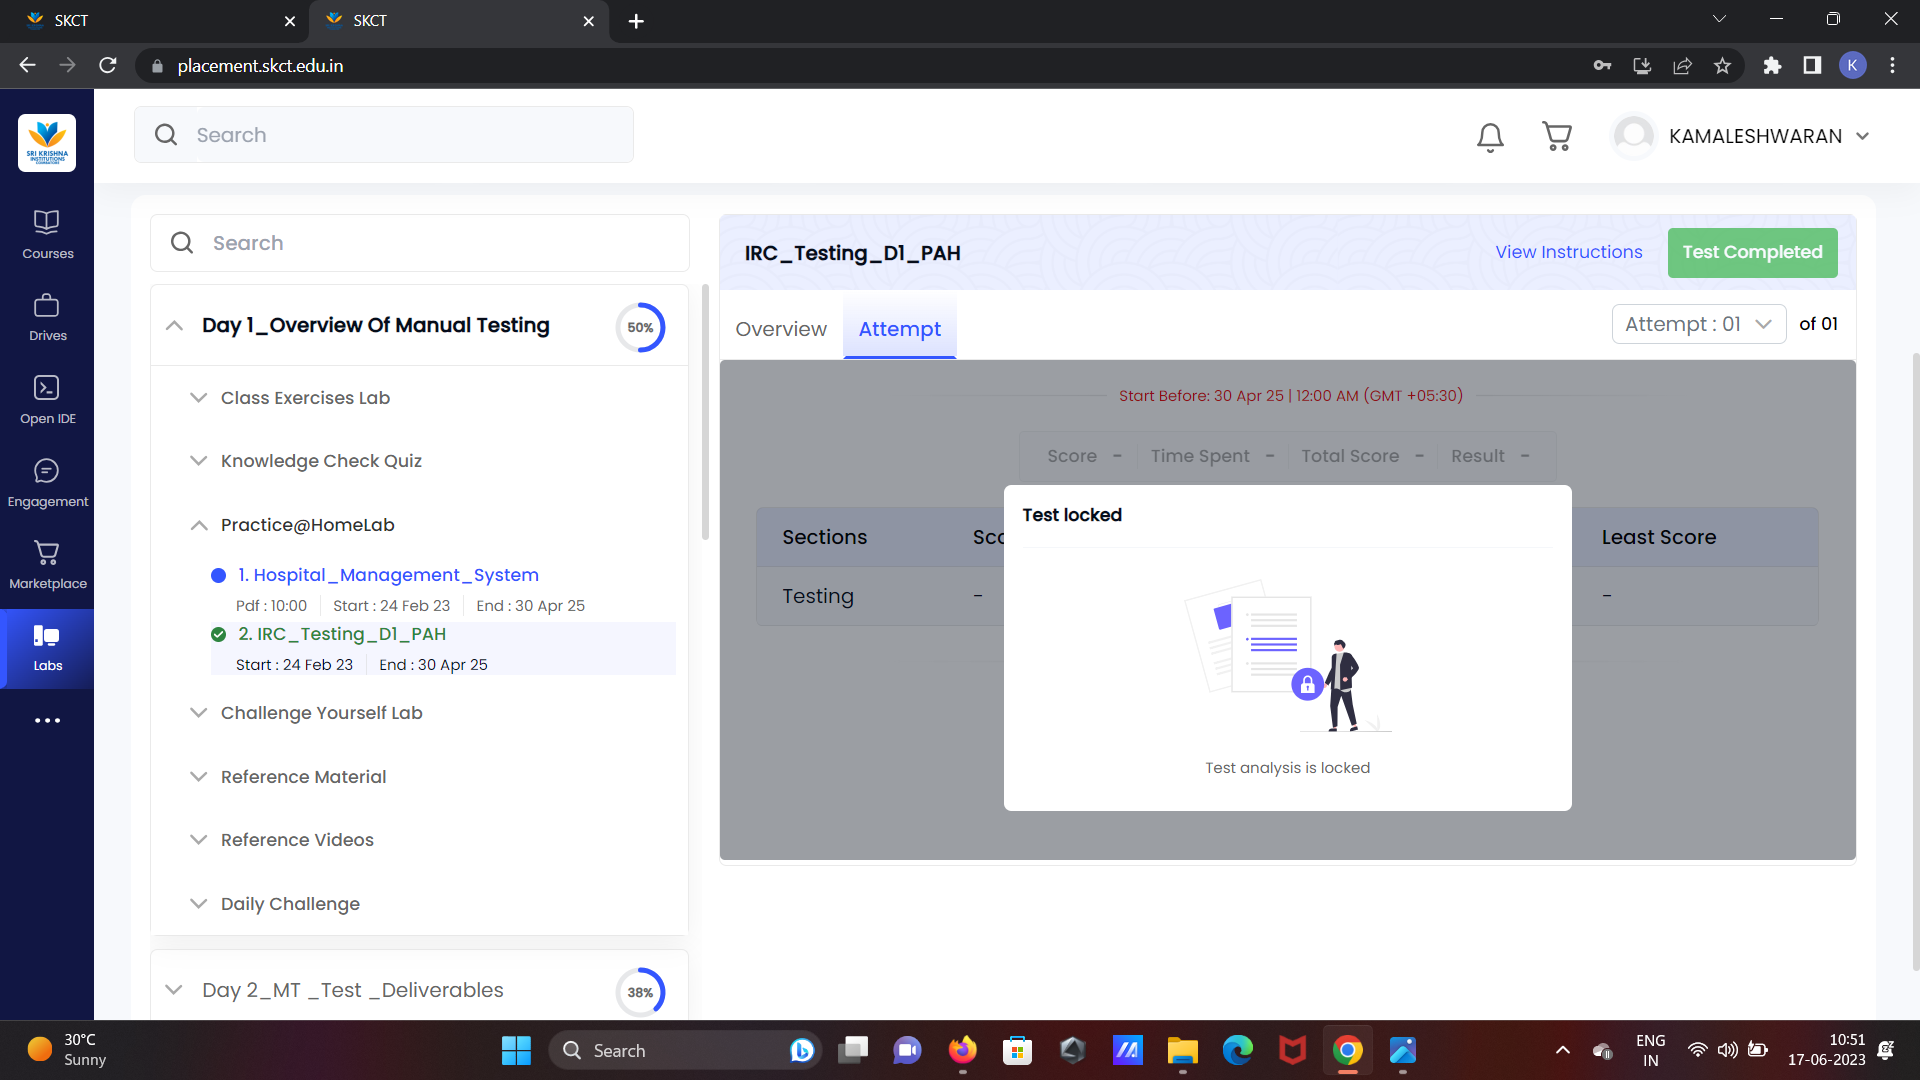 SKCT
SKCT
placement.skct.edu.in
K
SRI KRISHNA
INSTITUTIONS
Search
KAMALESHWARAN
Courses
Drives
Open IDE
Engagement
Marketplace
Labs
Search
Day 1_Overview Of Manual Testing
50%
Class Exercises Lab
Knowledge Check Quiz
Practice@HomeLab
1. Hospital_Management_System
Pdf : 10:00 Start : 24 Feb 23 End : 30 Apr 25
2. IRC_Testing_D1_PAH
Start : 24 Feb 23 End : 30 Apr 25
Challenge Yourself Lab
Reference Material
Reference Videos
Daily Challenge
Day 2_MT _Test _Deliverables
38%
IRC_Testing_D1_PAH
View Instructions
Test Completed
Overview
Attempt
Attempt : 01
of 01
Start Before: 30 Apr 25 | 12:00 AM (GMT +05:30)
Score - Time Spent - Total Score - Result -
Sections Sco Least Score
Testing - -
Test locked
Test analysis is locked
30°C
Sunny
Search
ENG
IN
10:51
17-06-2023